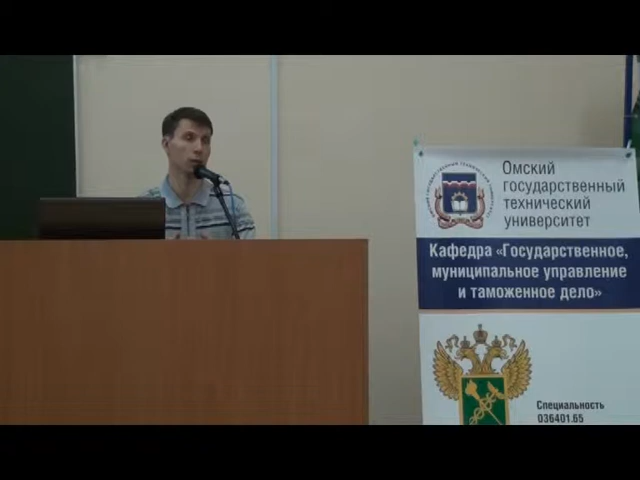 Омский
государственный
технический
университет
Кафедра «Государственное,
муниципальное управление
и таможенное дело»
Специальность
036401.65